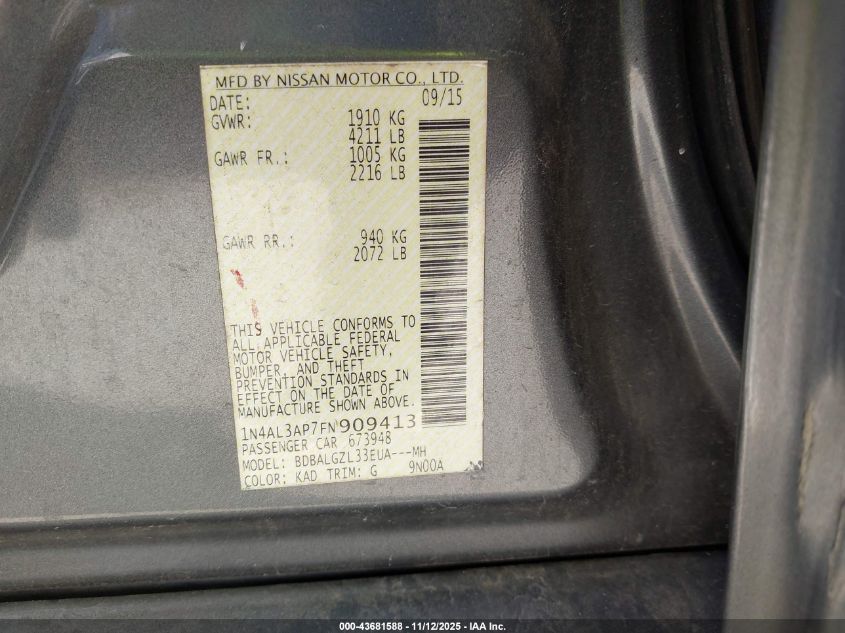 MFD BY NISSAN MOTOR CO., LTD.
DATE: 09/15
GVWR: 1910 KG
4211 LB
GAWR FR.: 1005 KG
2216 LB
GAWR RR.: 940 KG
2072 LB
THIS VEHICLE CONFORMS TO
ALL APPLICABLE FEDERAL
MOTOR VEHICLE SAFETY,
BUMPER, AND THEFT
PREVENTION STANDARDS IN
EFFECT ON THE DATE OF
MANUFACTURE SHOWN ABOVE.
1N4AL3AP7FN909413
PASSENGER CAR 673948
MODEL: BDBALGZL33EUA---MH
COLOR: KAD TRIM: G 9N00A
000-43681588 - 11/12/2025 - IAA Inc.